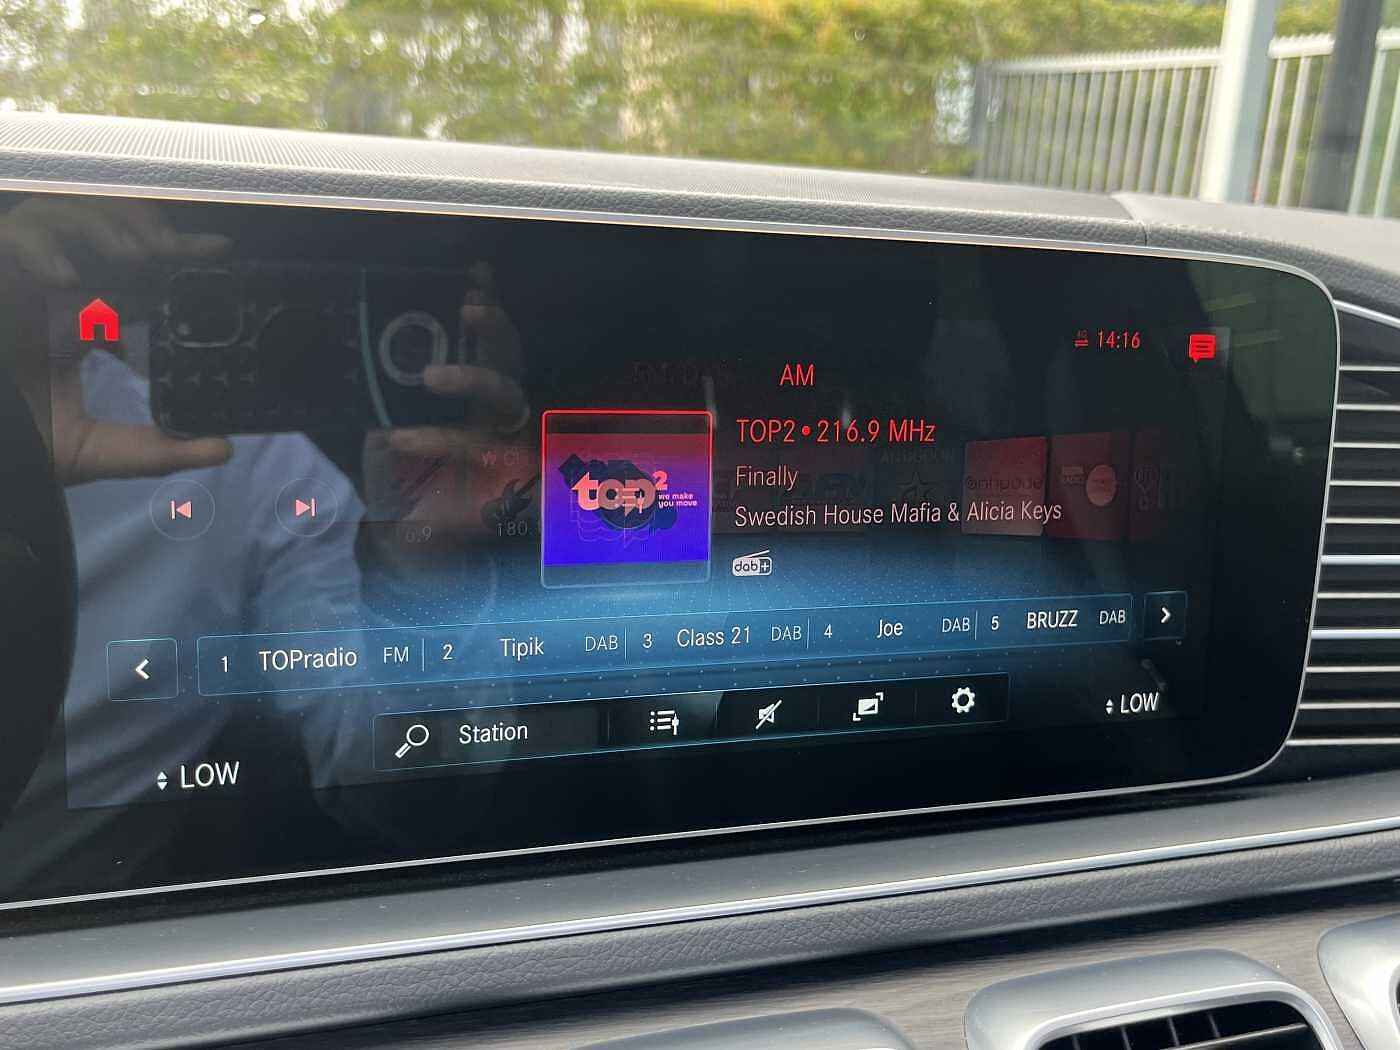 4G 14:16
AM
TOP2 • 216.9 MHz
Finally
Swedish House Mafia & Alicia Keys
top2
we make
you move
dab+
180.
1 TOPradio FM 2 Tipik DAB 3 Class 21 DAB 4 Joe DAB 5 BRUZZ DAB
Station
LOW
LOW